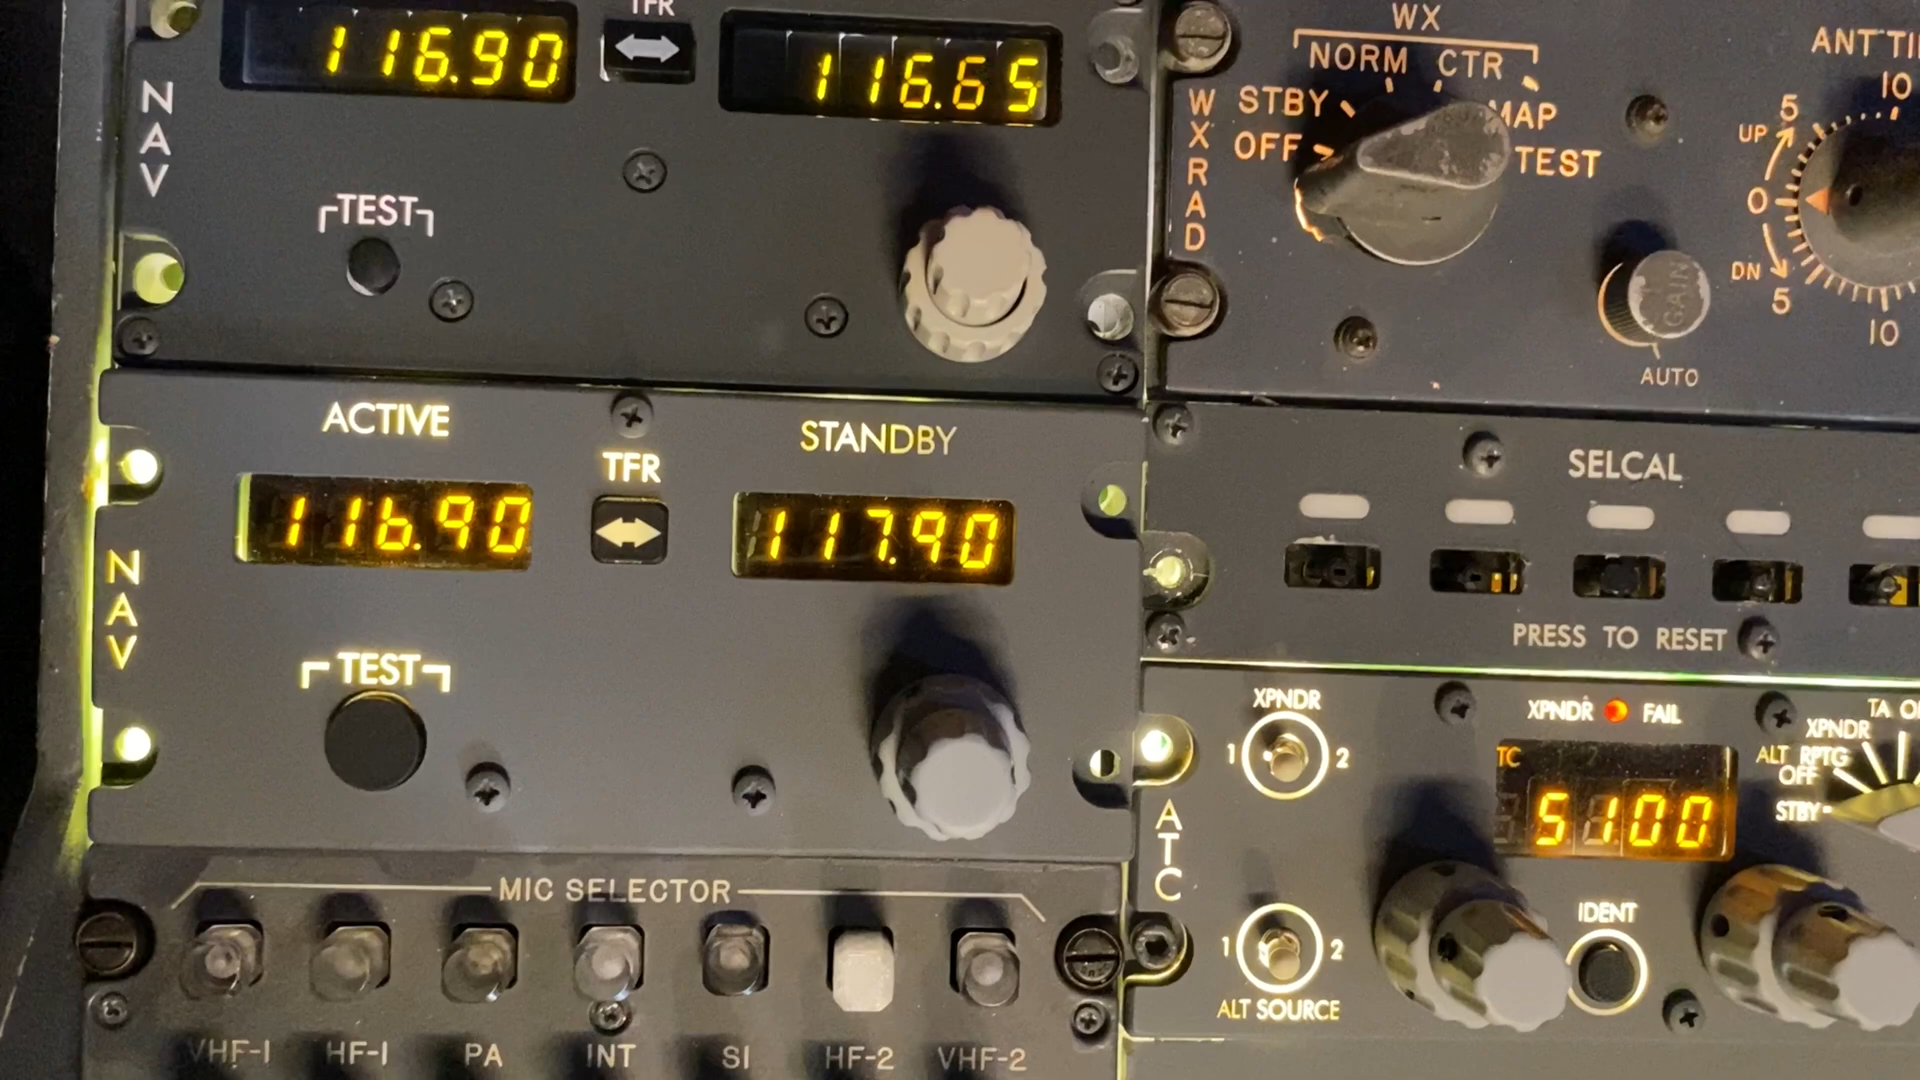 TFR
116.90
116.65
NAV
TEST
WX
NORM CTR
STBY
MAP
OFF
TEST
WXRAD
GAIN
AUTO
10
5
UP
0
DN
5
10
ACTIVE
STANDBY
TFR
116.90
117.90
NAV
TEST
SELCAL
PRESS TO RESET
XPNDR
1 2
XPNDR FAIL
TC
5100
XPNDR
ALT RPTG
OFF
STBY
ATC
1 2
ALT SOURCE
IDENT
MIC SELECTOR
VHF-1 HF-1 PA INT SI HF-2 VHF-2